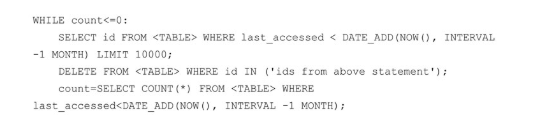 WHILE count<=0:
SELECT id FROM <TABLE> WHERE last_accessed < DATE_ADD(NOW(), INTERVAL
-1 MONTH) LIMIT 10000;
DELETE FROM <TABLE> WHERE id IN ('ids from above statement');
count=SELECT COUNT(*) FROM <TABLE> WHERE
last_accessed<DATE_ADD(NOW(), INTERVAL -1 MONTH);